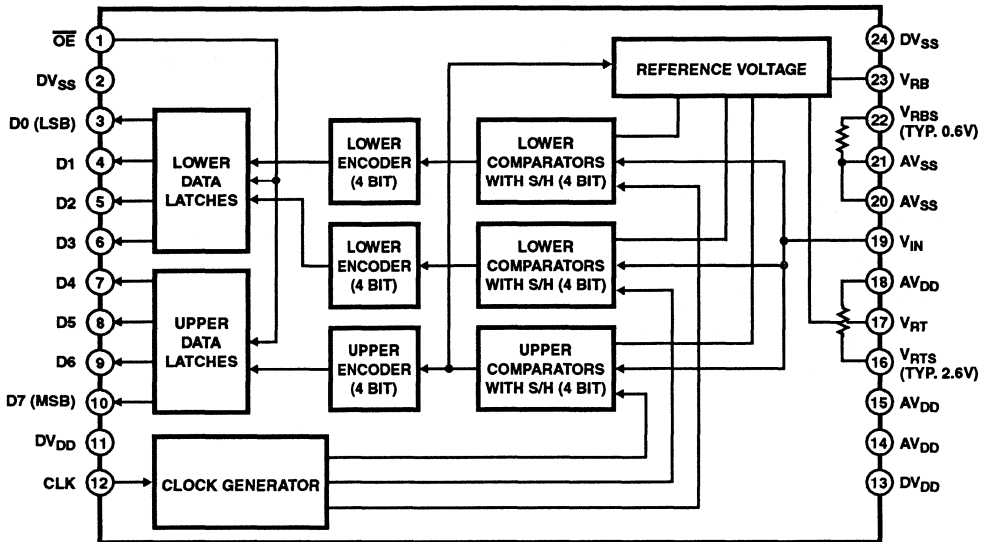 OE
1
DVSS
2
D0 (LSB)
3
D1
4
D2
5
D3
6
D4
7
D5
8
D6
9
D7 (MSB)
10
DVDD
11
CLK
12
LOWER
DATA
LATCHES
UPPER
DATA
LATCHES
CLOCK GENERATOR
LOWER
ENCODER
(4 BIT)
LOWER
ENCODER
(4 BIT)
UPPER
ENCODER
(4 BIT)
REFERENCE VOLTAGE
LOWER
COMPARATORS
WITH S/H (4 BIT)
LOWER
COMPARATORS
WITH S/H (4 BIT)
UPPER
COMPARATORS
WITH S/H (4 BIT)
24
DVSS
23
VRB
22
VRBS
(TYP. 0.6V)
21
AVSS
20
AVSS
19
VIN
18
AVDD
17
VRT
16
VRTS
(TYP. 2.6V)
15
AVDD
14
AVDD
13
DVDD